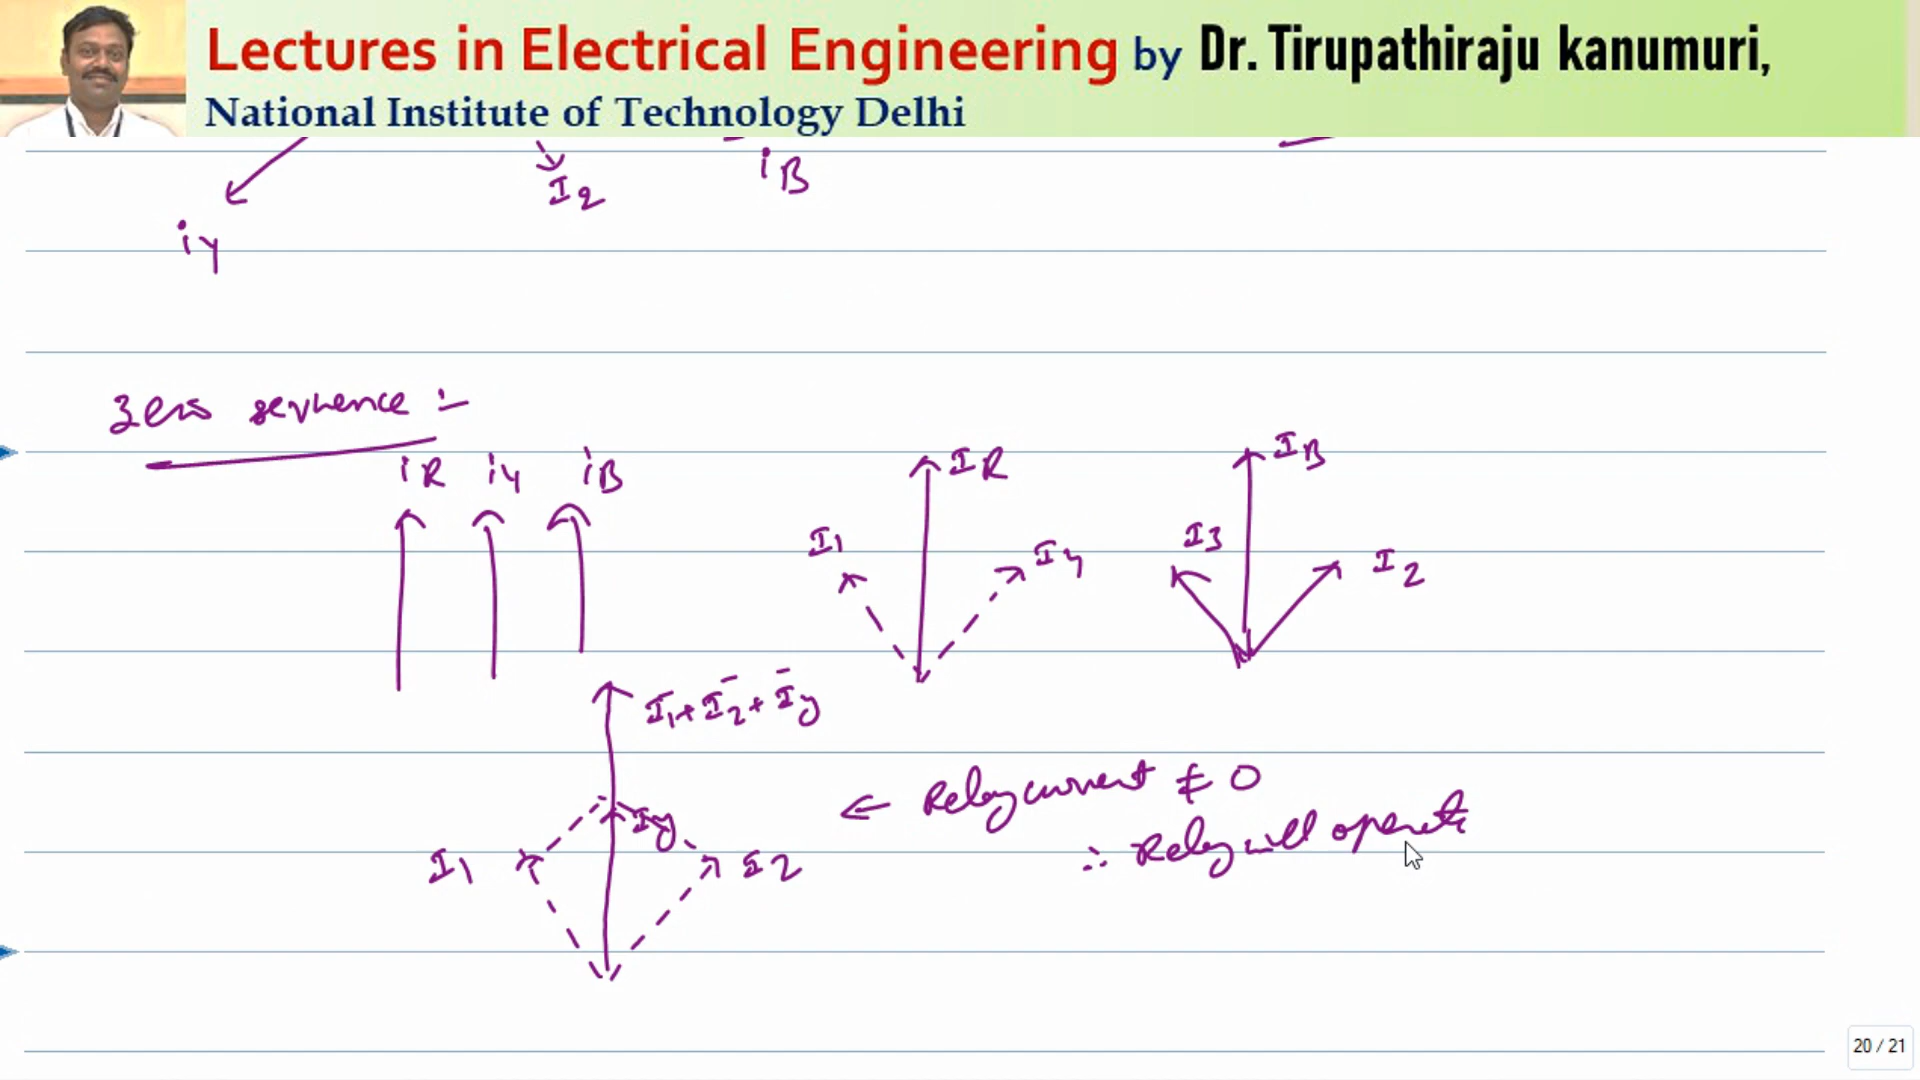 Lectures in Electrical Engineering by Dr. Tirupathiraju kanumuri,
National Institute of Technology Delhi
iB
I2
iy
Zero sequence :-
iR iy iB
IR
IB
I1
Iy
I3
I2
I1+I2+Iy
← Relay current ≠ 0
∴ Relay will operate
Iy
I1
I2
20 / 21